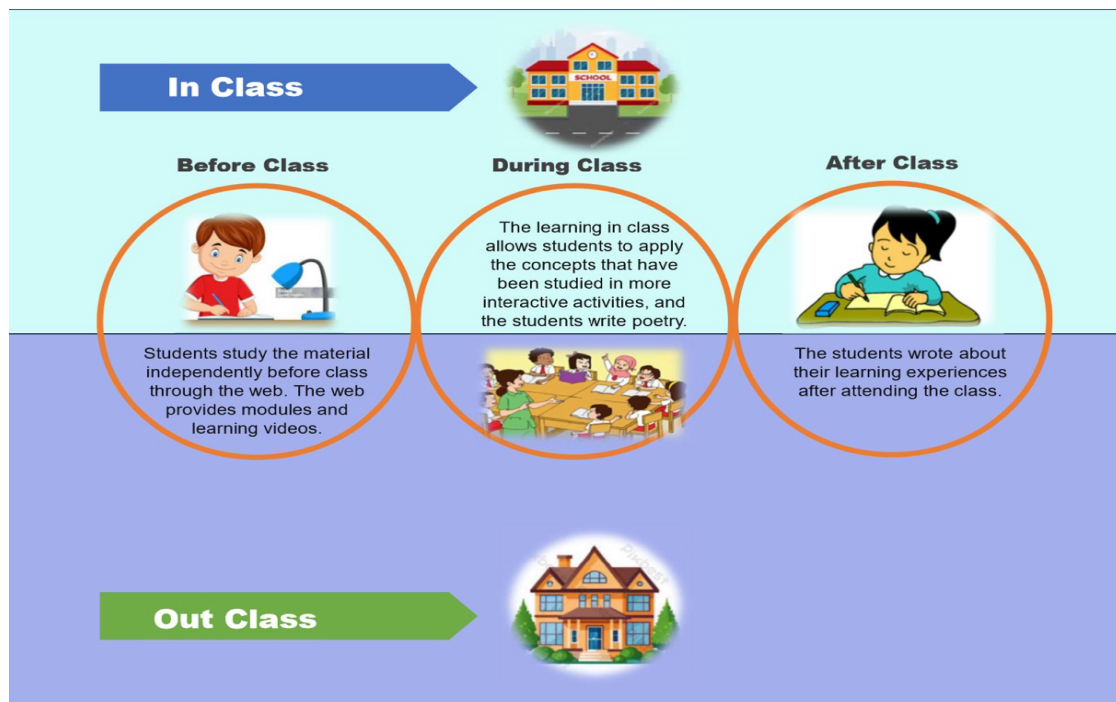 In Class
SCHOOL
Before Class
During Class
After Class
The learning in class
allows students to apply
the concepts that have
been studied in more
interactive activities, and
the students write poetry.
Students study the material
independently before class
through the web. The web
provides modules and
learning videos.
The students wrote about
their learning experiences
after attending the class.
Pikbest
Out Class